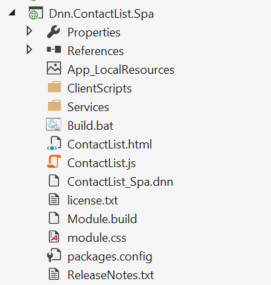 Dnn.ContactList.Spa
Properties
References
App_LocalResources
ClientScripts
Services
Build.bat
ContactList.html
ContactList.js
ContactList_Spa.dnn
license.txt
Module.build
module.css
packages.config
ReleaseNotes.txt